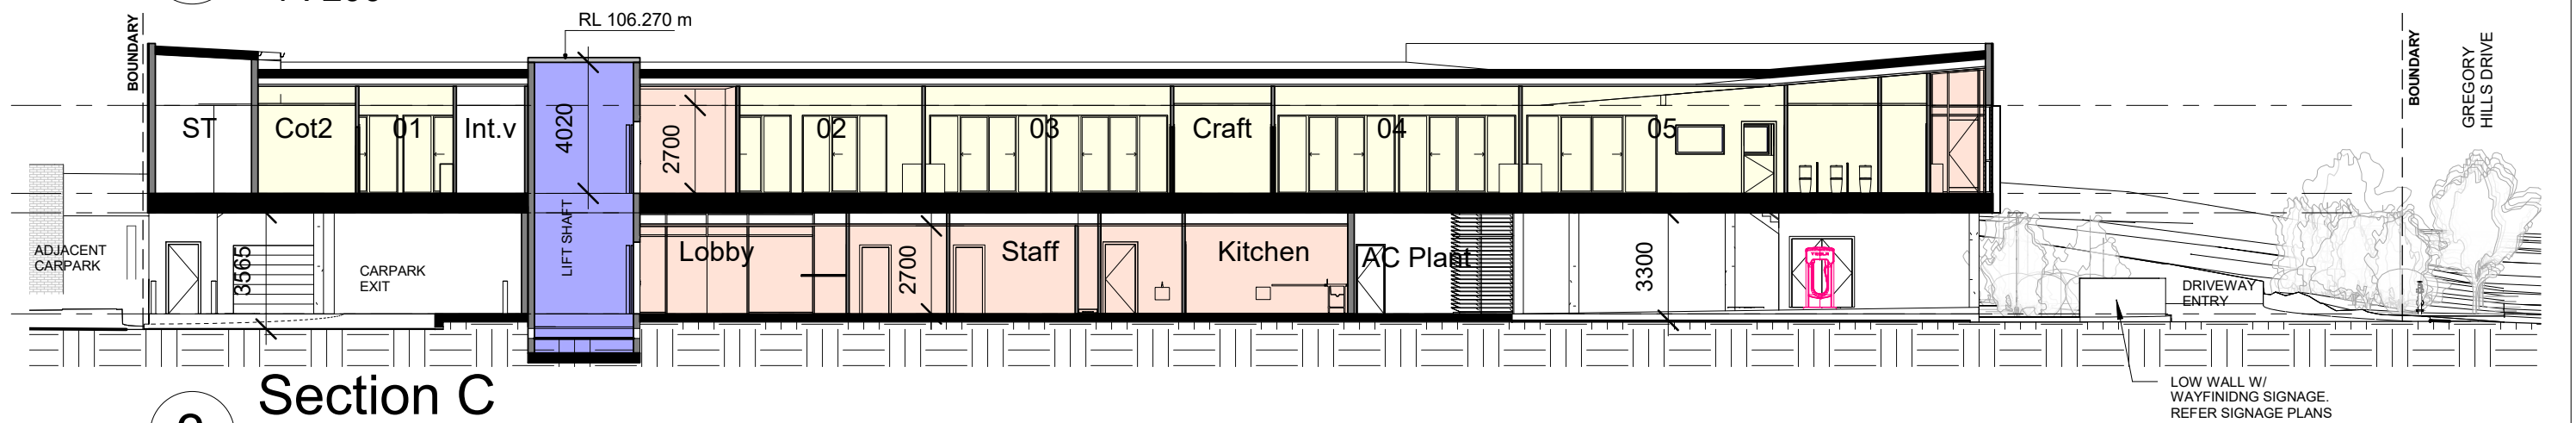 RL 106.270 m
BOUNDARY
BOUNDARY
GREGORY
HILLS DRIVE
ST
Cot2
01
Int.v
4020
2700
02
03
Craft
04
05
ADJACENT
CARPARK
3565
CARPARK
EXIT
LIFT SHAFT
Lobby
2700
Staff
Kitchen
AC Plant
3300
DRIVEWAY
ENTRY
Section C
LOW WALL W/
WAYFINIDNG SIGNAGE.
REFER SIGNAGE PLANS